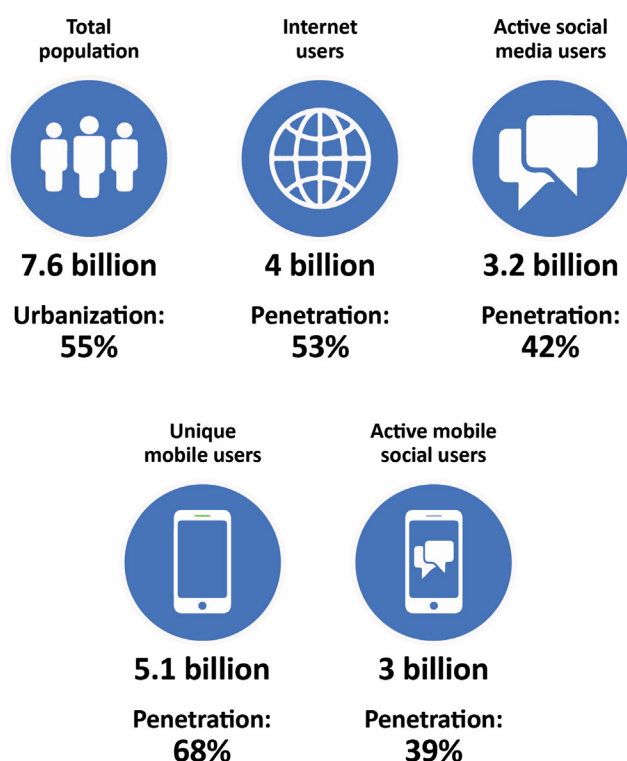 Total
population
7.6 billion
Urbanization:
55%
Internet
users
4 billion
Penetration:
53%
Active social
media users
3.2 billion
Penetration:
42%
Unique
mobile users
5.1 billion
Penetration:
68%
Active mobile
social users
3 billion
Penetration:
39%